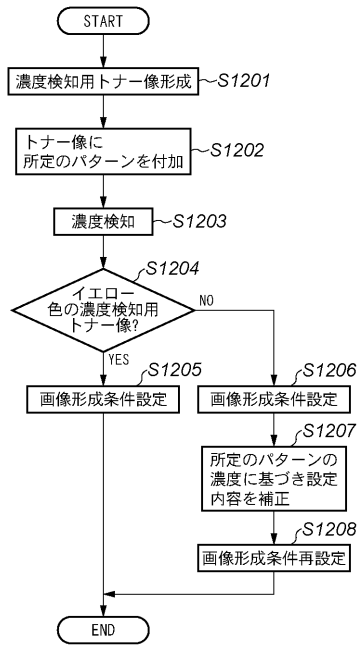 START
濃度検知用トナー像形成
S1201
トナー像に
所定のパターンを付加
S1202
濃度検知
S1203
S1204
イエロー
色の濃度検知用
トナー像?
NO
YES
S1205
画像形成条件設定
S1206
画像形成条件設定
S1207
所定のパターンの
濃度に基づき設定
内容を補正
S1208
画像形成条件再設定
END